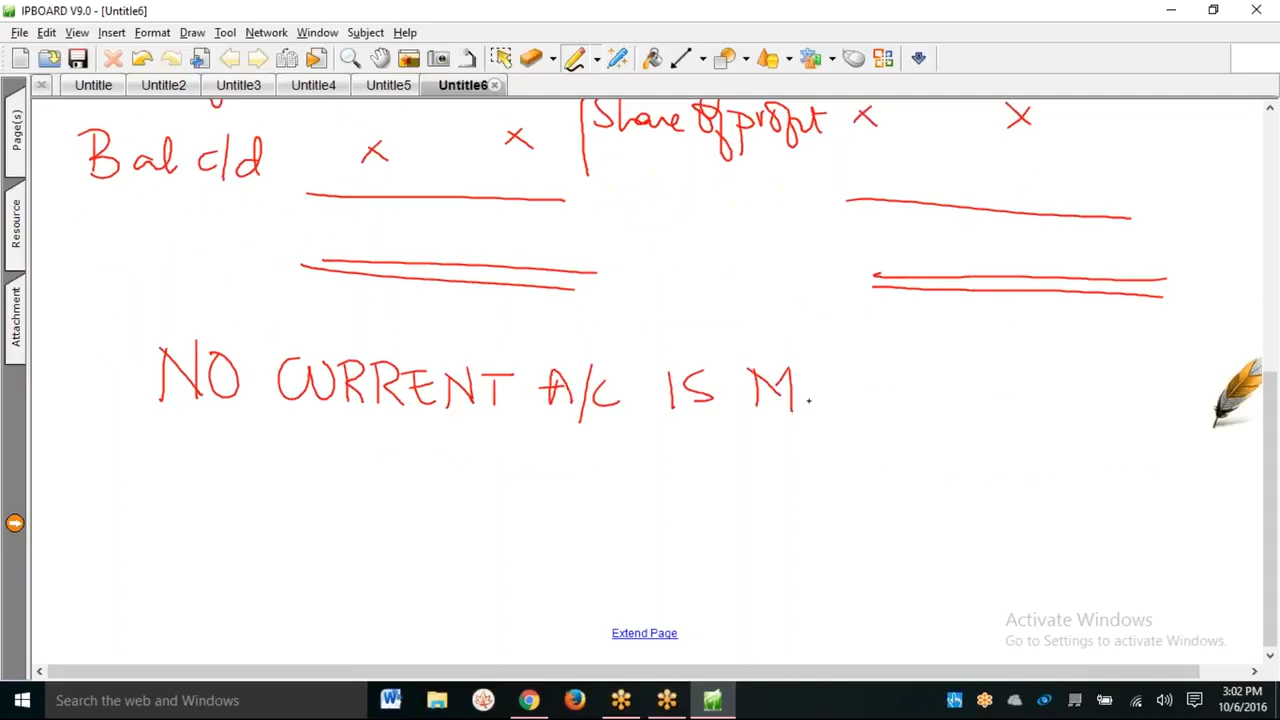 IPBOARD V9.0 - [Untitle6]
File Edit View Insert Format Draw Tool Network Window Subject Help
Untitle Untitle2 Untitle3 Untitle4 Untitle5 Untitle6
Page(s)
Resource
Attachment
Share of profit x x
Bal c/d x x
NO CURRENT A/C IS M
Extend Page
Activate Windows
Go to Settings to activate Windows.
Search the web and Windows
3:02 PM
10/6/2016